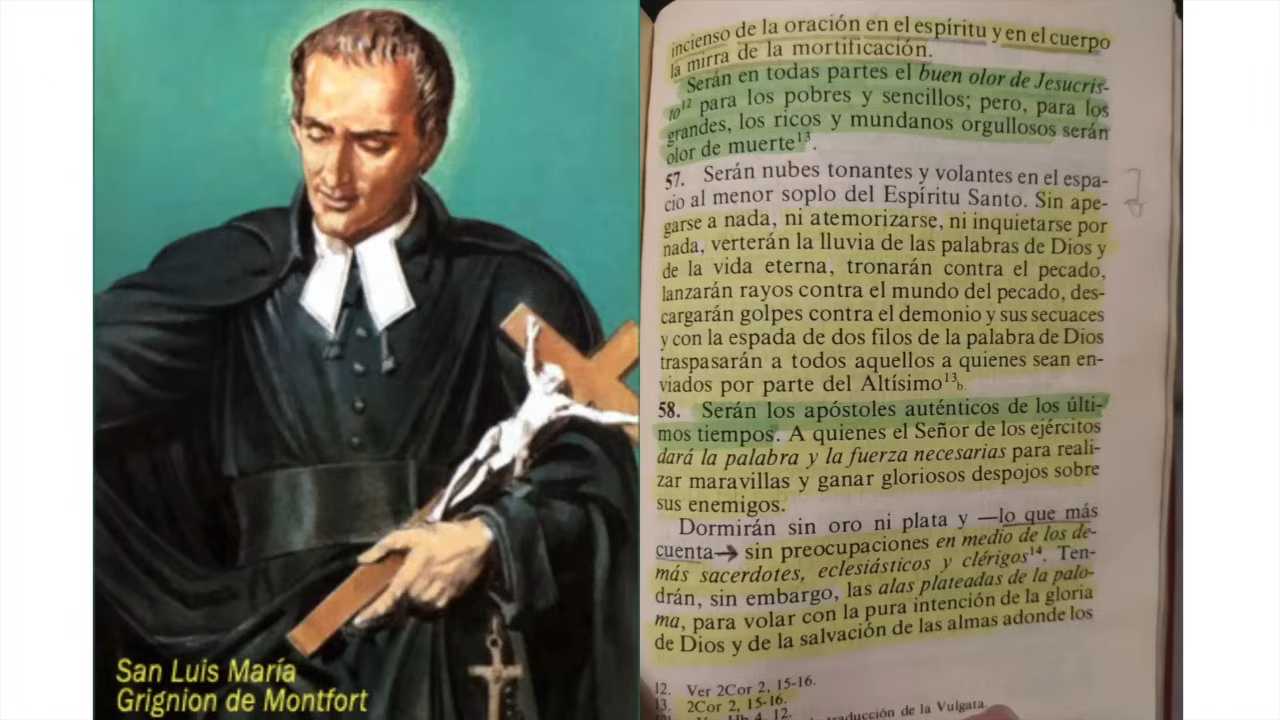 San Luis María
Grignion de Montfort
incienso de la oración en el espíritu y en el cuerpo
la mirra de la mortificación.
Serán en todas partes el buen olor de Jesucris-
to12 para los pobres y sencillos; pero, para los
grandes, los ricos y mundanos orgullosos serán
olor de muerte13.
57. Serán nubes tonantes y volantes en el espa-
cio al menor soplo del Espíritu Santo. Sin ape-
garse a nada, ni atemorizarse, ni inquietarse por
nada, verterán la lluvia de las palabras de Dios y
de la vida eterna, tronarán contra el pecado,
lanzarán rayos contra el mundo del pecado, des-
cargarán golpes contra el demonio y sus secuaces
y con la espada de dos filos de la palabra de Dios
traspasarán a todos aquellos a quienes sean en-
viados por parte del Altísimo13b.
58. Serán los apóstoles auténticos de los últi-
mos tiempos. A quienes el Señor de los ejércitos
dará la palabra y la fuerza necesarias para reali-
zar maravillas y ganar gloriosos despojos sobre
sus enemigos.
Dormirán sin oro ni plata y —lo que más
cuenta→ sin preocupaciones en medio de los de-
más sacerdotes, eclesiásticos y clérigos14. Ten-
drán, sin embargo, las alas plateadas de la palo-
ma, para volar con la pura intención de la gloria
de Dios y de la salvación de las almas adonde los
12. Ver 2Cor 2, 15-16.
13. 2Cor 2, 15-16.
4, 12. traducción de la Vulgata